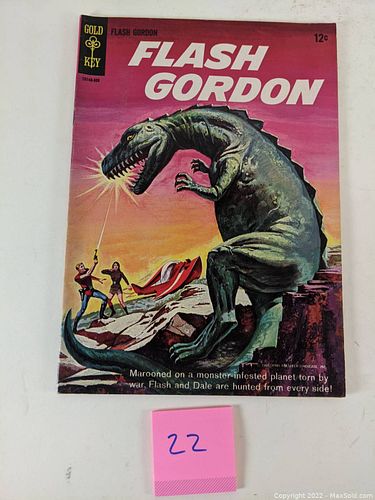 GOLD
KEY
FLASH GORDON
12¢
FLASH
GORDON
Marooned on a monster-infested planet torn by
war, Flash and Dale are hunted from every side!
22
© Copyright 2022 - MaxSold.com